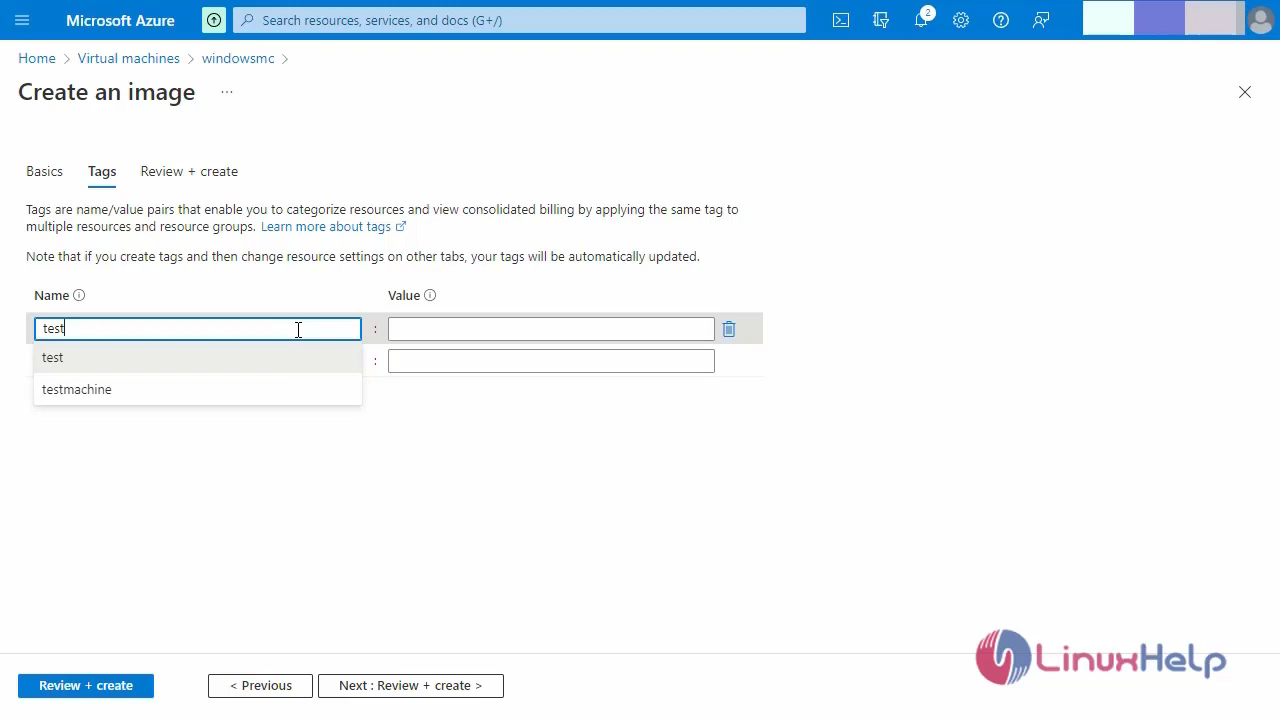 Microsoft Azure
Search resources, services, and docs (G+/)
2
Home > Virtual machines > windowsmc >
Create an image ...
Basics Tags Review + create
Tags are name/value pairs that enable you to categorize resources and view consolidated billing by applying the same tag to
multiple resources and resource groups. Learn more about tags
Note that if you create tags and then change resource settings on other tabs, your tags will be automatically updated.
Name Value
test :
test :
testmachine
Review + create < Previous Next : Review + create >
LinuxHelp